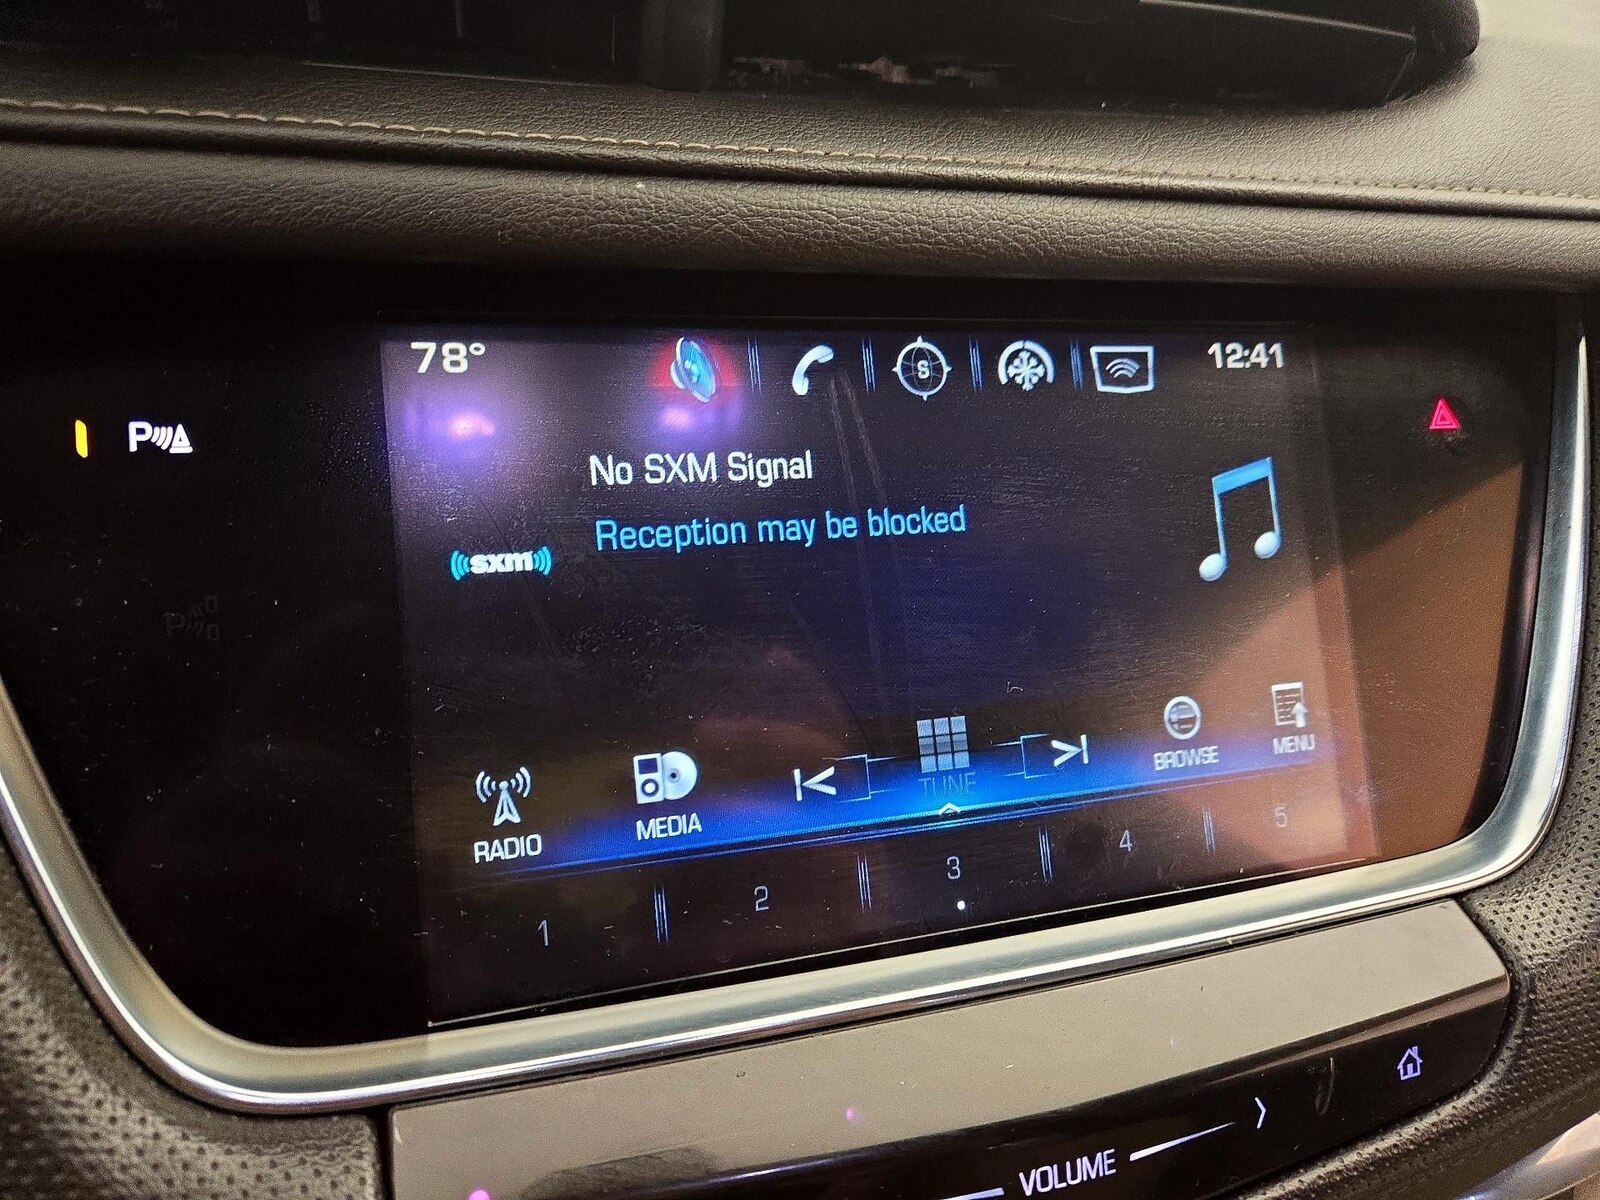 78°
12:41
S
P
No SXM Signal
Reception may be blocked
((sxm))
P
RADIO
MEDIA
TUNE
BROWSE
MENU
1
2
3
4
5
VOLUME